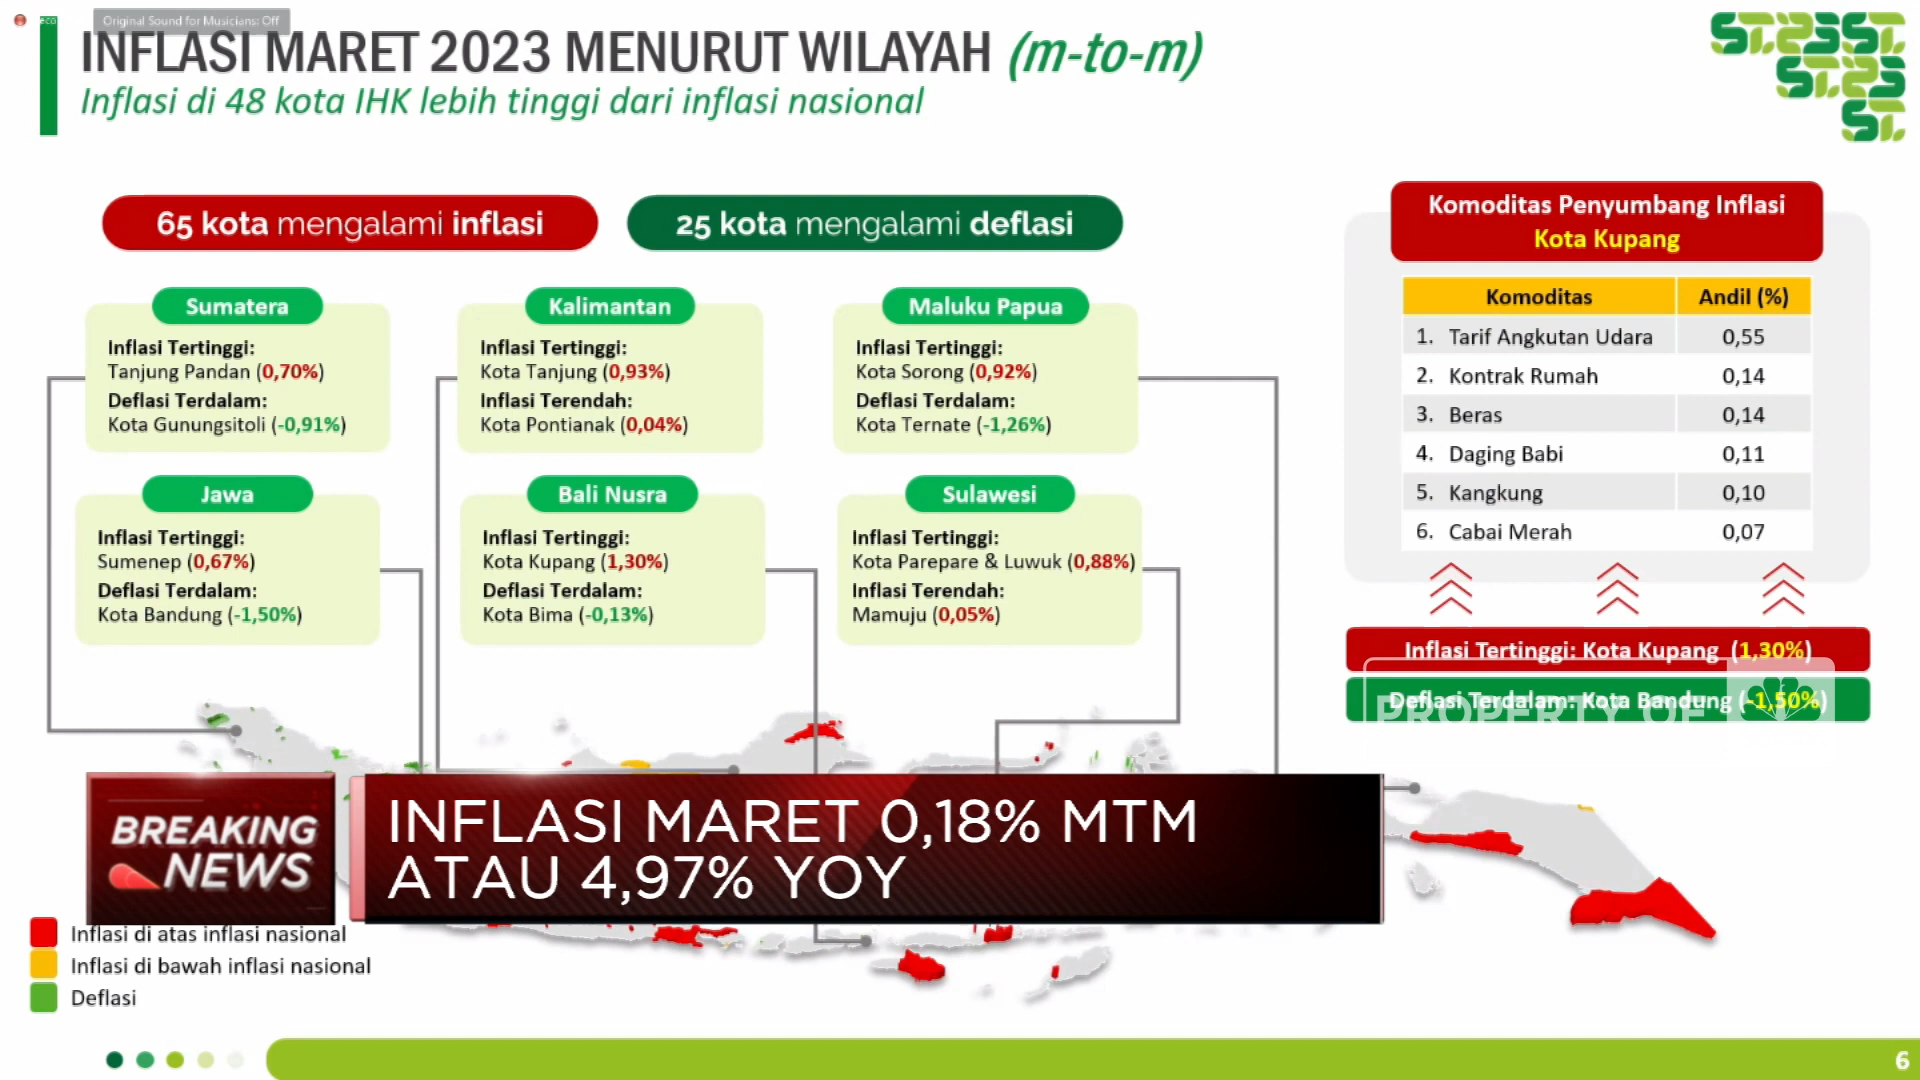 Original Sound for Musicians: Off
INFLASI MARET 2023 MENURUT WILAYAH (m-to-m)
Inflasi di 48 kota IHK lebih tinggi dari inflasi nasional
65 kota mengalami inflasi
25 kota mengalami deflasi
Sumatera
Inflasi Tertinggi:
Tanjung Pandan (0,70%)
Deflasi Terdalam:
Kota Gunungsitoli (-0,91%)
Kalimantan
Inflasi Tertinggi:
Kota Tanjung (0,93%)
Inflasi Terendah:
Kota Pontianak (0,04%)
Maluku Papua
Inflasi Tertinggi:
Kota Sorong (0,92%)
Deflasi Terdalam:
Kota Ternate (-1,26%)
Jawa
Inflasi Tertinggi:
Sumenep (0,67%)
Deflasi Terdalam:
Kota Bandung (-1,50%)
Bali Nusra
Inflasi Tertinggi:
Kota Kupang (1,30%)
Deflasi Terdalam:
Kota Bima (-0,13%)
Sulawesi
Inflasi Tertinggi:
Kota Parepare & Luwuk (0,88%)
Inflasi Terendah:
Mamuju (0,05%)
Komoditas Penyumbang Inflasi
Kota Kupang
Komoditas Andil (%)
1. Tarif Angkutan Udara 0,55
2. Kontrak Rumah 0,14
3. Beras 0,14
4. Daging Babi 0,11
5. Kangkung 0,10
6. Cabai Merah 0,07
Inflasi Tertinggi: Kota Kupang (1,30%)
Deflasi Terdalam: Kota Bandung (-1,50%)
PROPERTY OF
BREAKING
NEWS
INFLASI MARET 0,18% MTM
ATAU 4,97% YOY
Inflasi di atas inflasi nasional
Inflasi di bawah inflasi nasional
Deflasi
6